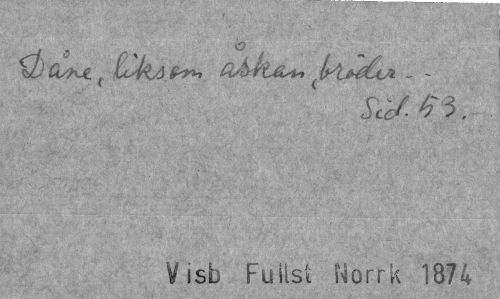 Dåne, liksom åskan, bröder - -
Sid. 53.
Visb Fullst Norrk 1874